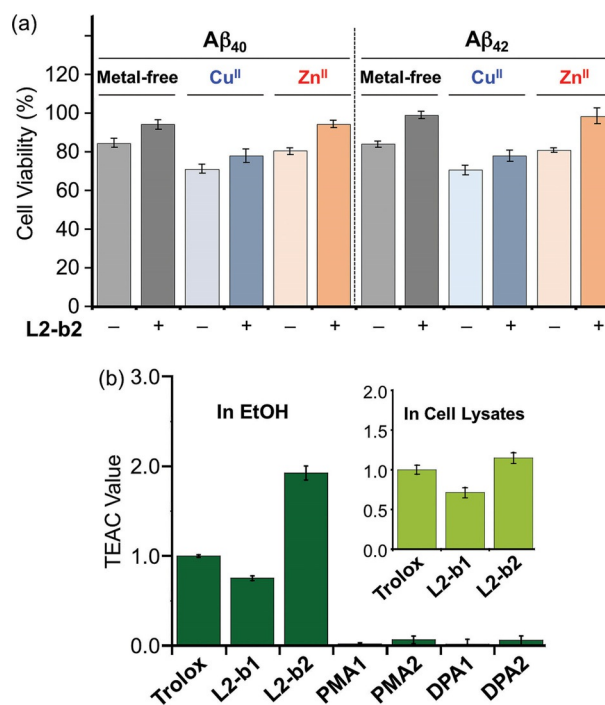 (a)
Aβ40 Aβ42
Metal-free CuII ZnII Metal-free CuII ZnII
Cell Viability (%)
120
100
80
60
40
20
0
L2-b2 – + – + – + – + – + – +
(b)
TEAC Value
3.0
2.0
1.0
0.0
In EtOH
Trolox L2-b1 L2-b2 PMA1 PMA2 DPA1 DPA2
In Cell Lysates
2.0
1.5
1.0
0.5
0.0
Trolox L2-b1 L2-b2